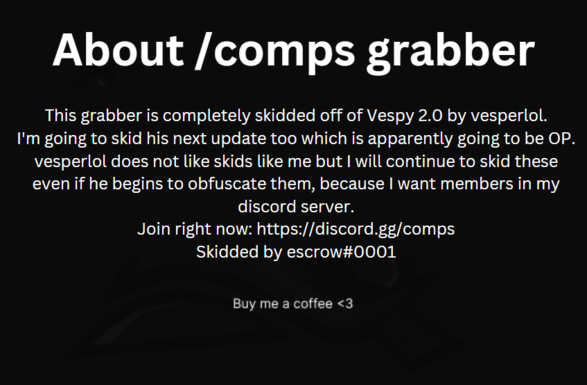 About /comps grabber
This grabber is completely skidded off of Vespy 2.0 by vesperlol.
I'm going to skid his next update too which is apparently going to be OP.
vesperlol does not like skids like me but I will continue to skid these
even if he begins to obfuscate them, because I want members in my
discord server.
Join right now: https://discord.gg/comps
Skidded by escrow#0001
Buy me a coffee <3